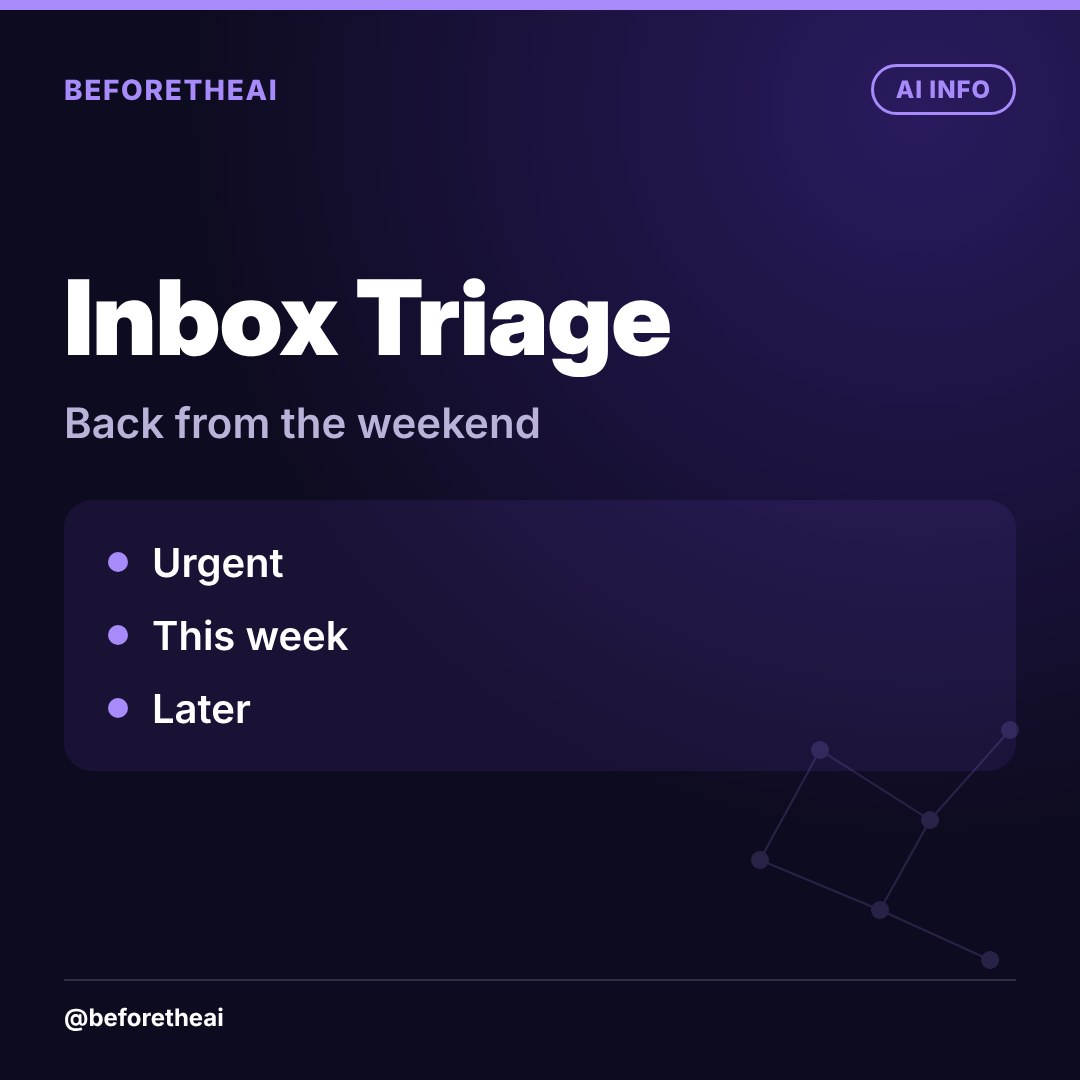 BEFORETHEAI
AI INFO
Inbox Triage
Back from the weekend
Urgent
This week
Later
@beforetheai